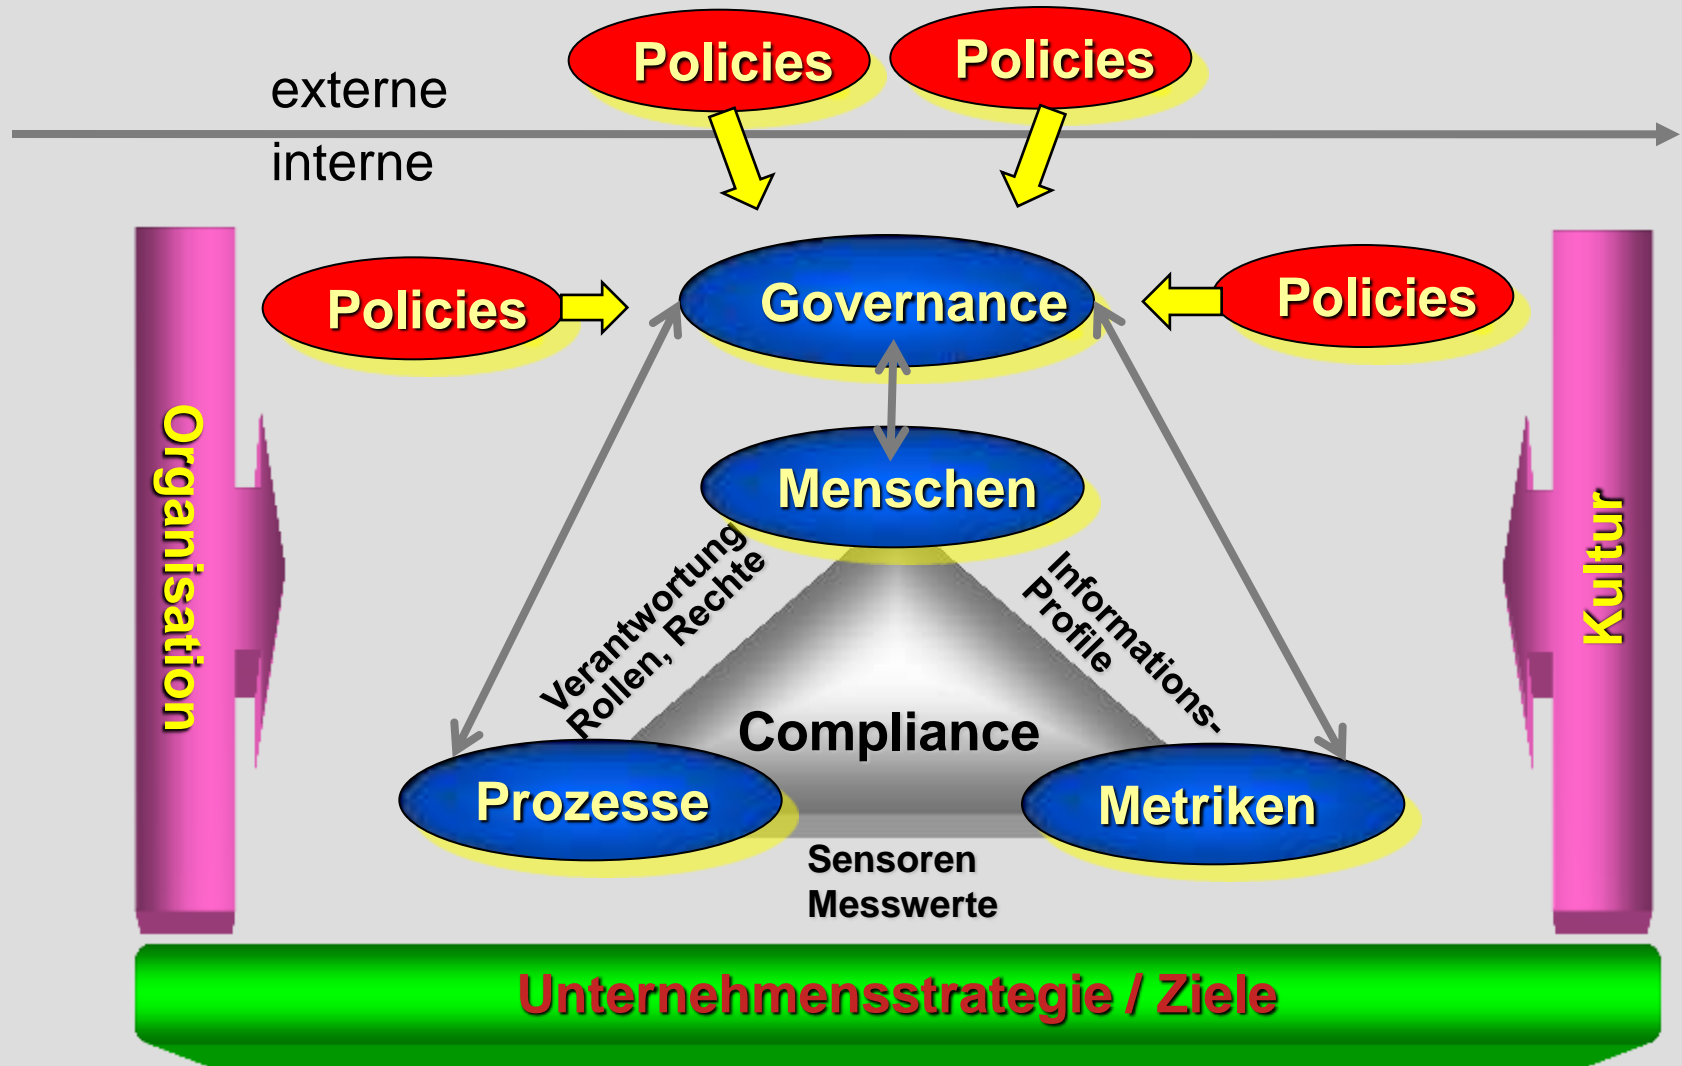 Policies
Policies
externe
interne
Policies
Governance
Policies
Organisation
Menschen
Kultur
Verantwortung
Rollen, Rechte
Informations-
Profile
Compliance
Prozesse
Metriken
Sensoren
Messwerte
Unternehmensstrategie / Ziele